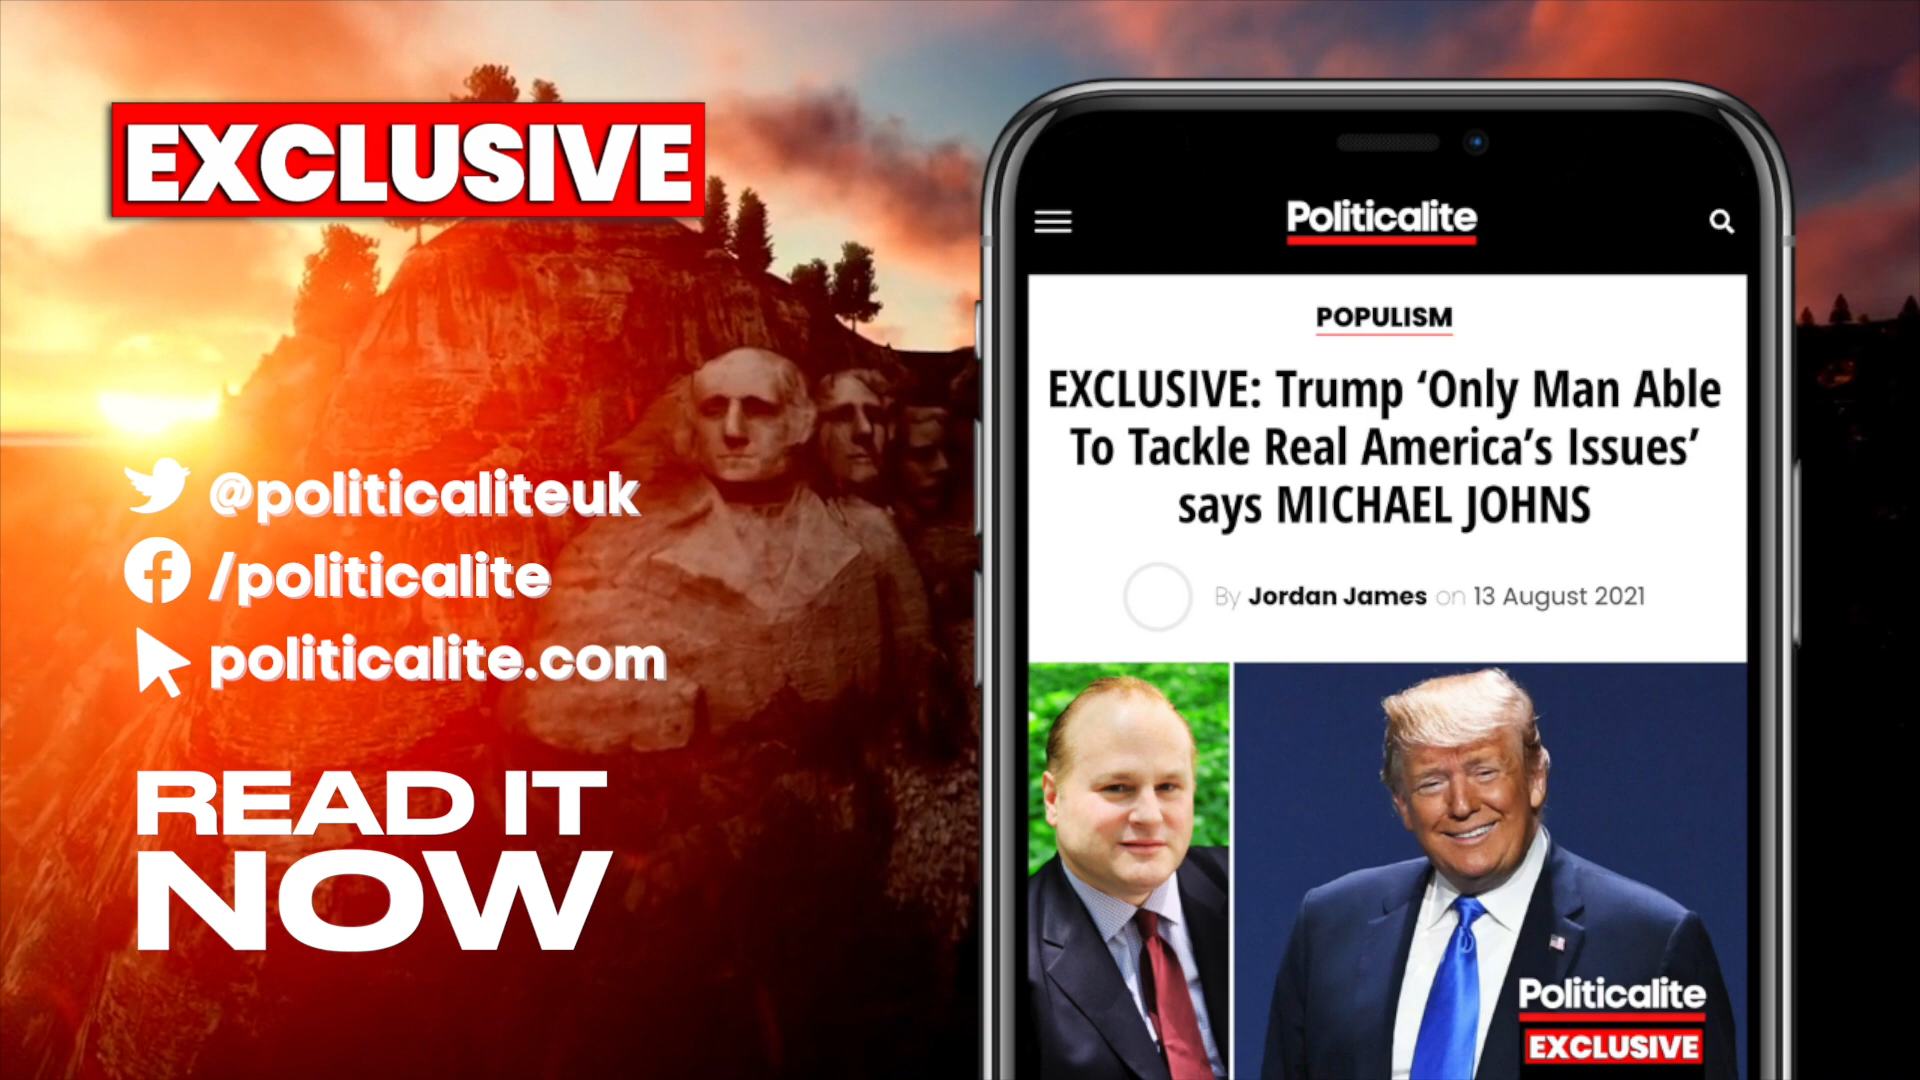 EXCLUSIVE
@politicaliteuk
/politicalite
politicalite.com
READ IT
NOW
Politicalite
POPULISM
EXCLUSIVE: Trump ‘Only Man Able
To Tackle Real America’s Issues’
says MICHAEL JOHNS
By Jordan James on 13 August 2021
Politicalite
EXCLUSIVE